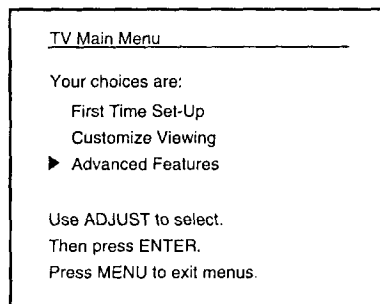 TV Main Menu
Your choices are:
First Time Set-Up
Customize Viewing
Advanced Features
Use ADJUST to select.
Then press ENTER.
Press MENU to exit menus.